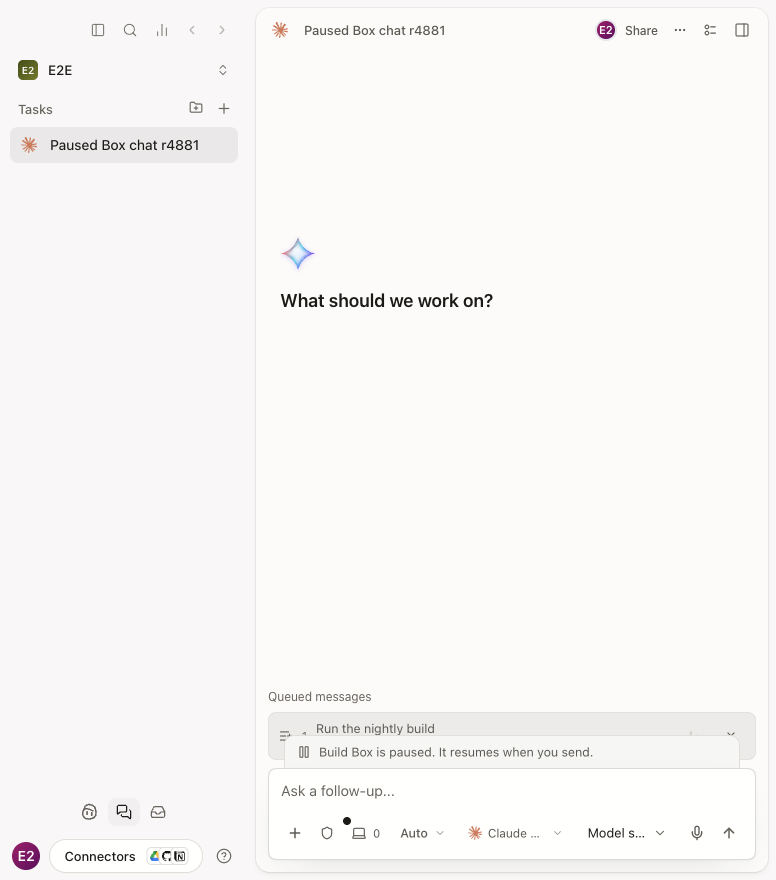 Paused Box chat r4881
E2
Share
E2
E2E
Tasks
Paused Box chat r4881
What should we work on?
Queued messages
Run the nightly build
Build Box is paused. It resumes when you send.
Ask a follow-up...
0
Auto
Claude ...
Model s...
E2
Connectors